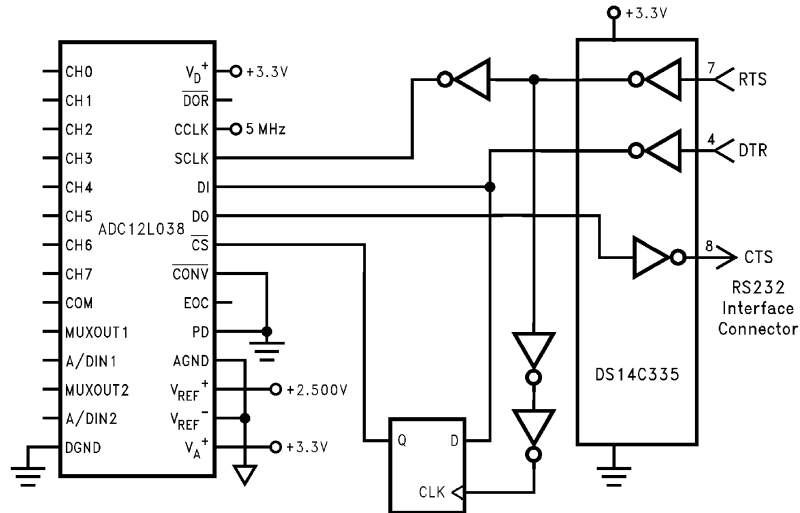 +3.3V
CH0
CH1
CH2
CH3
CH4
CH5
CH6
CH7
COM
MUXOUT1
A/DIN1
MUXOUT2
A/DIN2
DGND
ADC12L038
V_D^+
DOR
CCLK
SCLK
DI
DO
CS
CONV
EOC
PD
AGND
V_REF^+
V_REF^-
V_A^+
+3.3V
5 MHz
+2.500V
+3.3V
Q
D
CLK
DS14C335
7
RTS
4
DTR
8
CTS
RS232
Interface
Connector